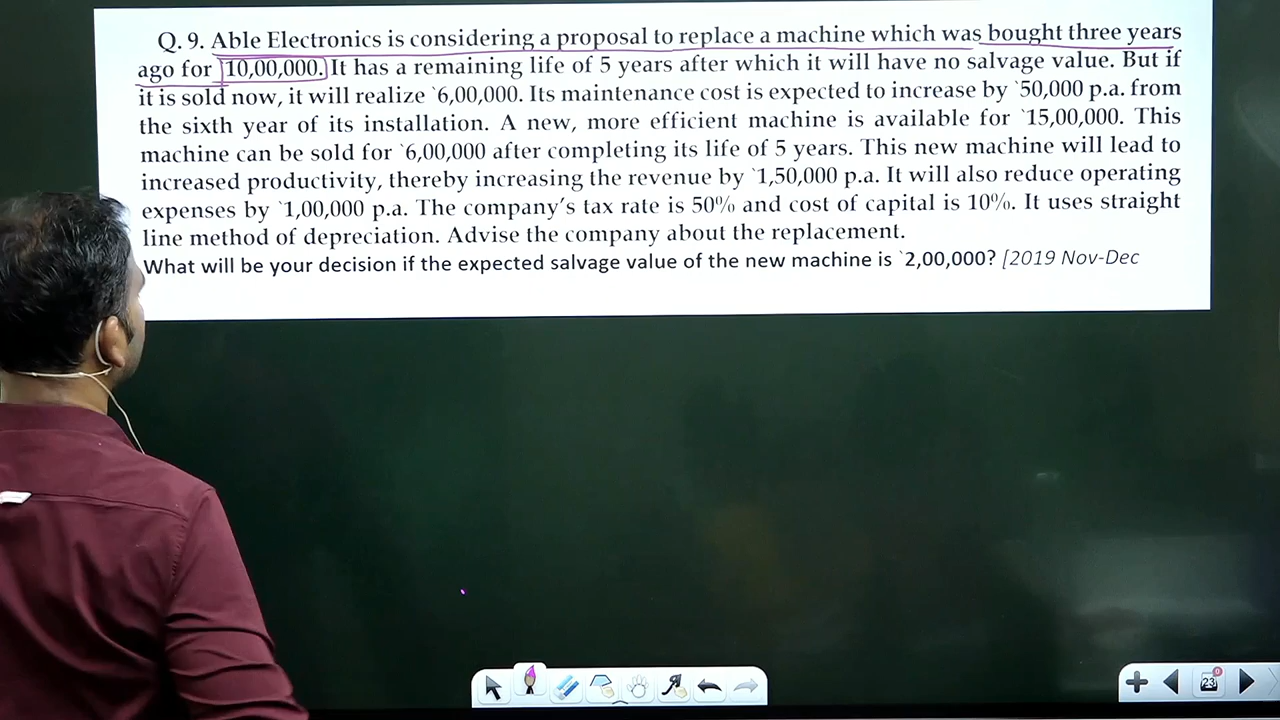 Q. 9. Able Electronics is considering a proposal to replace a machine which was bought three years
ago for 10,00,000. It has a remaining life of 5 years after which it will have no salvage value. But if
it is sold now, it will realize `6,00,000. Its maintenance cost is expected to increase by `50,000 p.a. from
the sixth year of its installation. A new, more efficient machine is available for `15,00,000. This
machine can be sold for `6,00,000 after completing its life of 5 years. This new machine will lead to
increased productivity, thereby increasing the revenue by `1,50,000 p.a. It will also reduce operating
expenses by `1,00,000 p.a. The company's tax rate is 50% and cost of capital is 10%. It uses straight
line method of depreciation. Advise the company about the replacement.
What will be your decision if the expected salvage value of the new machine is `2,00,000? [2019 Nov-Dec
23